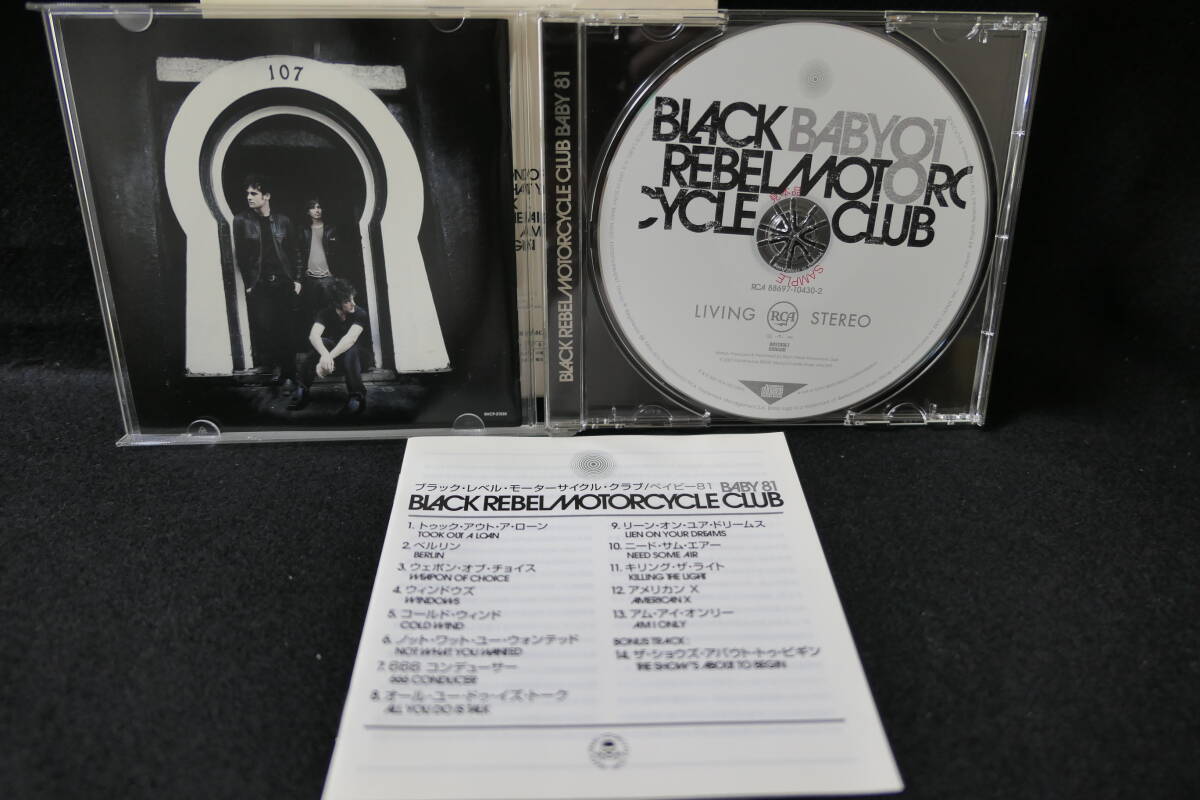 107
BVCP-21536
BLACK REBEL MOTORCYCLE CLUB BABY 81
BLACK BABY 81
REBEL MOTORC
CYCLE CLUB
SAMPLE
RCA 88697-10430-2
LIVING RCA STEREO
ブラック・レベル・モーターサイクル・クラブ/ベイビー81 BABY 81
BLACK REBEL MOTORCYCLE CLUB
1. トゥック・アウト・ア・ローン
TOOK OUT A LOAN
2. ベルリン
BERLIN
3. ウェポン・オブ・チョイス
WEAPON OF CHOICE
4. ウィンドウズ
WINDOWS
5. コールド・ウィンド
COLD WIND
6. ノット・ワット・ユー・ウォンテッド
NOT WHAT YOU WANTED
7. 666 コンデューサー
666 CONDUCER
8. オール・ユー・ドゥ・イズ・トーク
ALL YOU DO IS TALK
9. リーン・オン・ユア・ドリームス
LIEN ON YOUR DREAMS
10. ニード・サム・エアー
NEED SOME AIR
11. キリング・ザ・ライト
KILLING THE LIGHT
12. アメリカン X
AMERICAN X
13. アム・アイ・オンリー
AM I ONLY
BONUS TRACK :
14. ザ・ショウズ・アバウト・トゥ・ビギン
THE SHOW'S ABOUT TO BEGIN